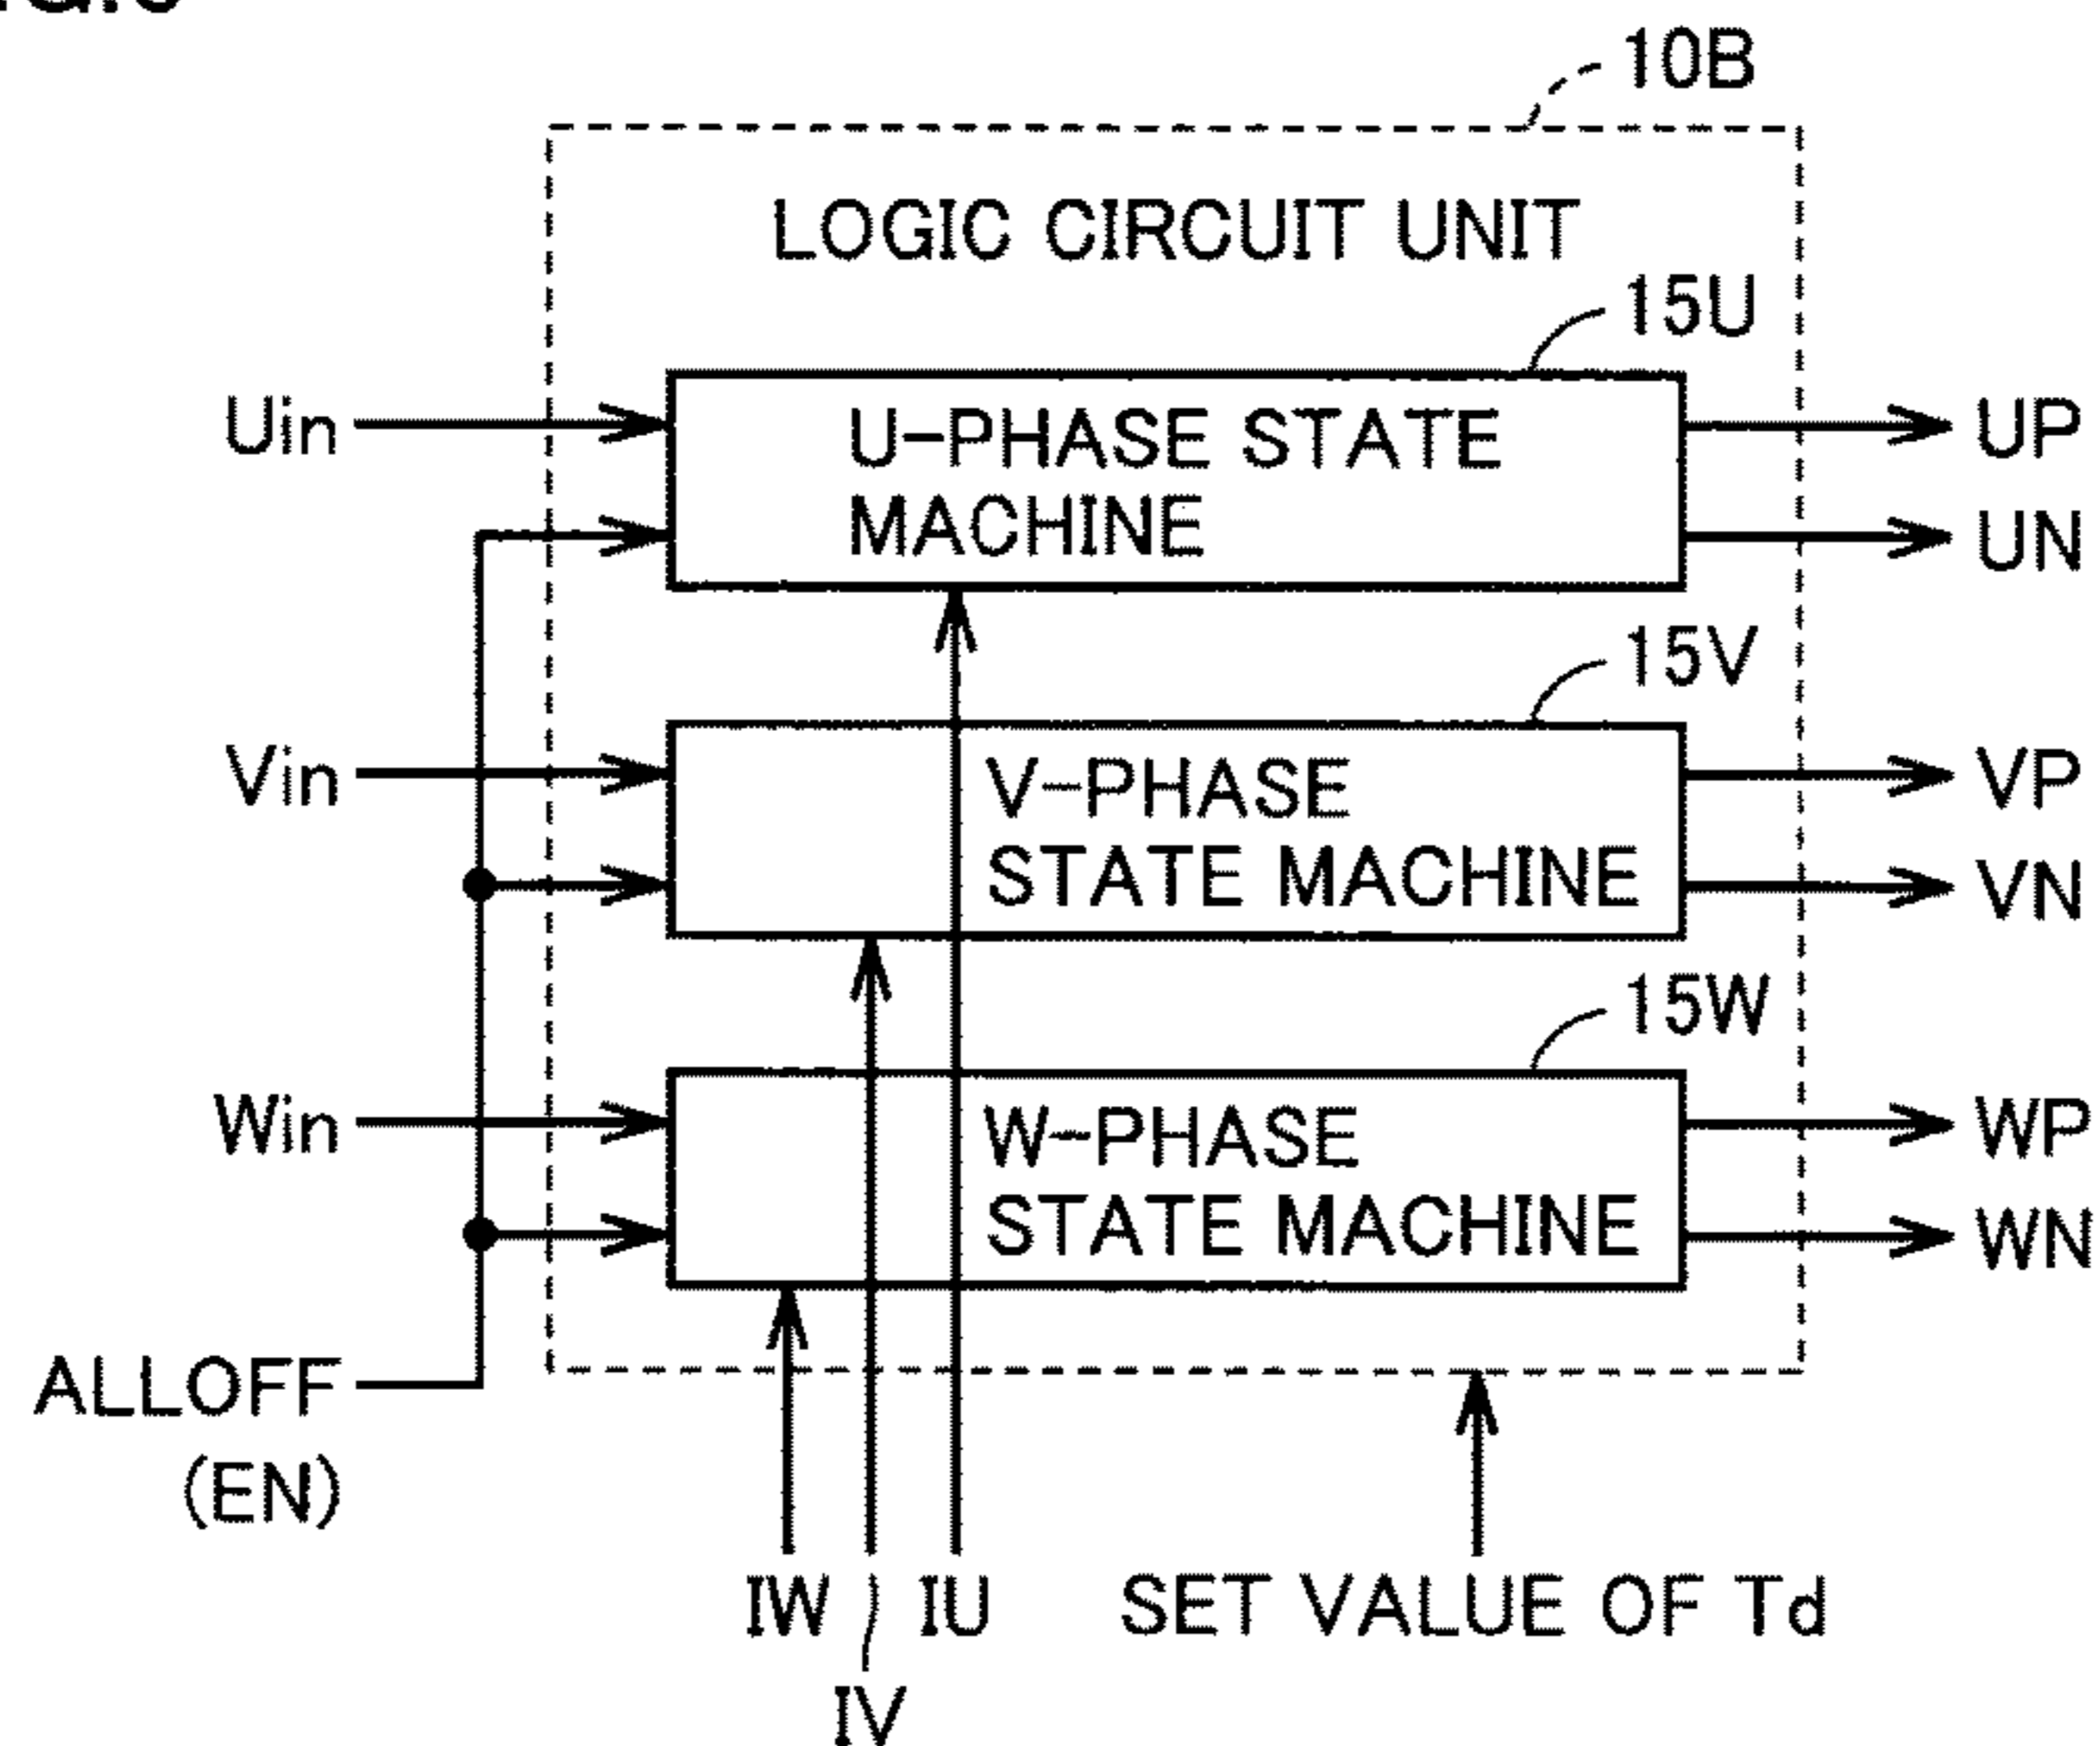 10B
LOGIC CIRCUIT UNIT
15U
Uin
U-PHASE STATE
MACHINE
UP
UN
15V
Vin
V-PHASE
STATE MACHINE
VP
VN
15W
Win
W-PHASE
STATE MACHINE
WP
WN
ALLOFF
(EN)
IW
IU
SET VALUE OF Td
IV